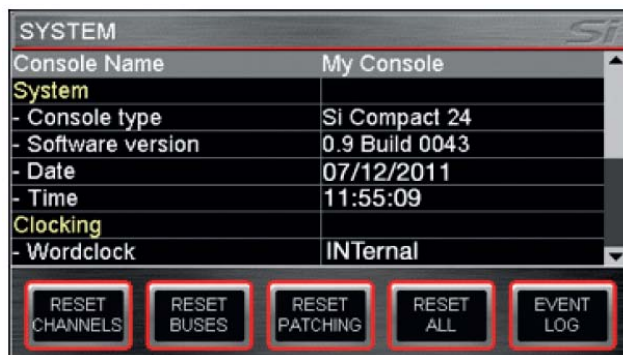 SYSTEM Si
Console Name My Console
System
- Console type Si Compact 24
- Software version 0.9 Build 0043
- Date 07/12/2011
- Time 11:55:09
Clocking
- Wordclock INTernal
RESET CHANNELS RESET BUSES RESET PATCHING RESET ALL EVENT LOG